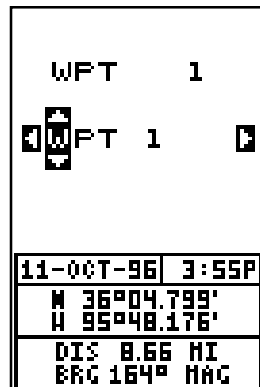 WPT 1
WPT 1
11-OCT-96 3:55P
N 36°04.799'
W 95°48.176'
DIS 8.66 MI
BRG 164° MAG